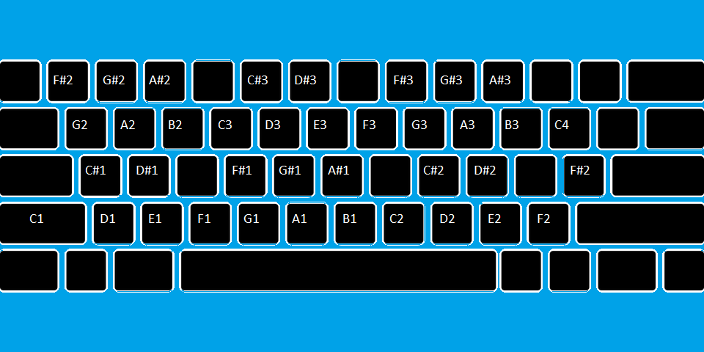 F#2 G#2 A#2 C#3 D#3 F#3 G#3 A#3
G2 A2 B2 C3 D3 E3 F3 G3 A3 B3 C4
C#1 D#1 F#1 G#1 A#1 C#2 D#2 F#2
C1 D1 E1 F1 G1 A1 B1 C2 D2 E2 F2